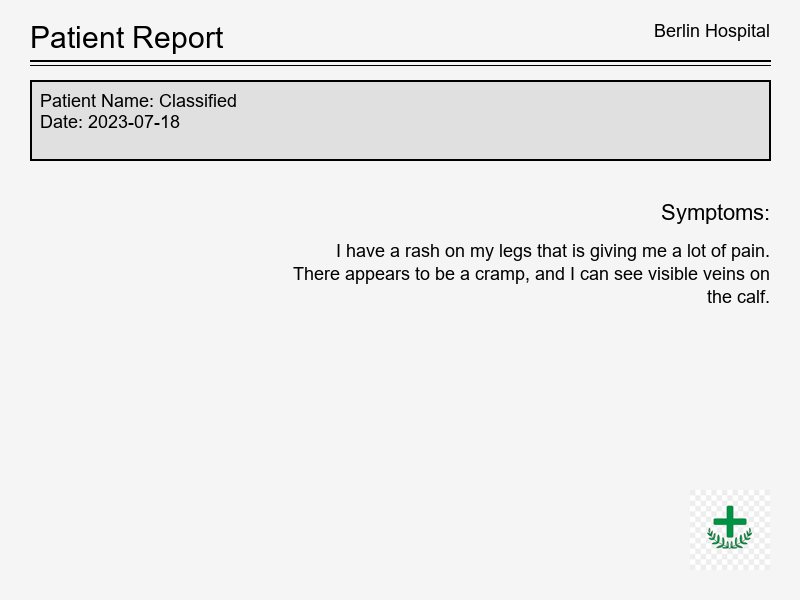 Patient Report
Berlin Hospital
Patient Name: Classified
Date: 2023-07-18
Symptoms:
I have a rash on my legs that is giving me a lot of pain.
There appears to be a cramp, and I can see visible veins on
the calf.